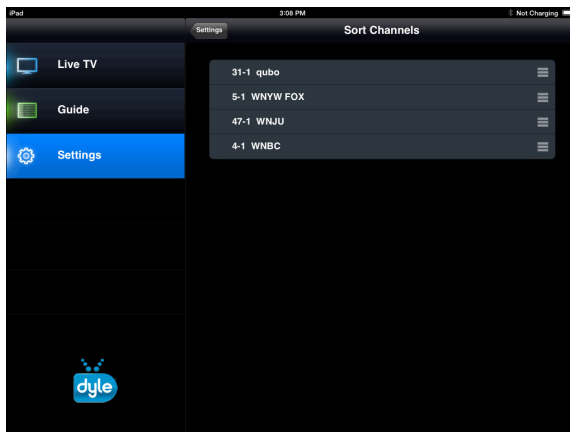 iPad 3:08 PM Not Charging
Settings Sort Channels
Live TV
Guide
Settings
31-1 qubo
5-1 WNYW FOX
47-1 WNJU
4-1 WNBC
dyle